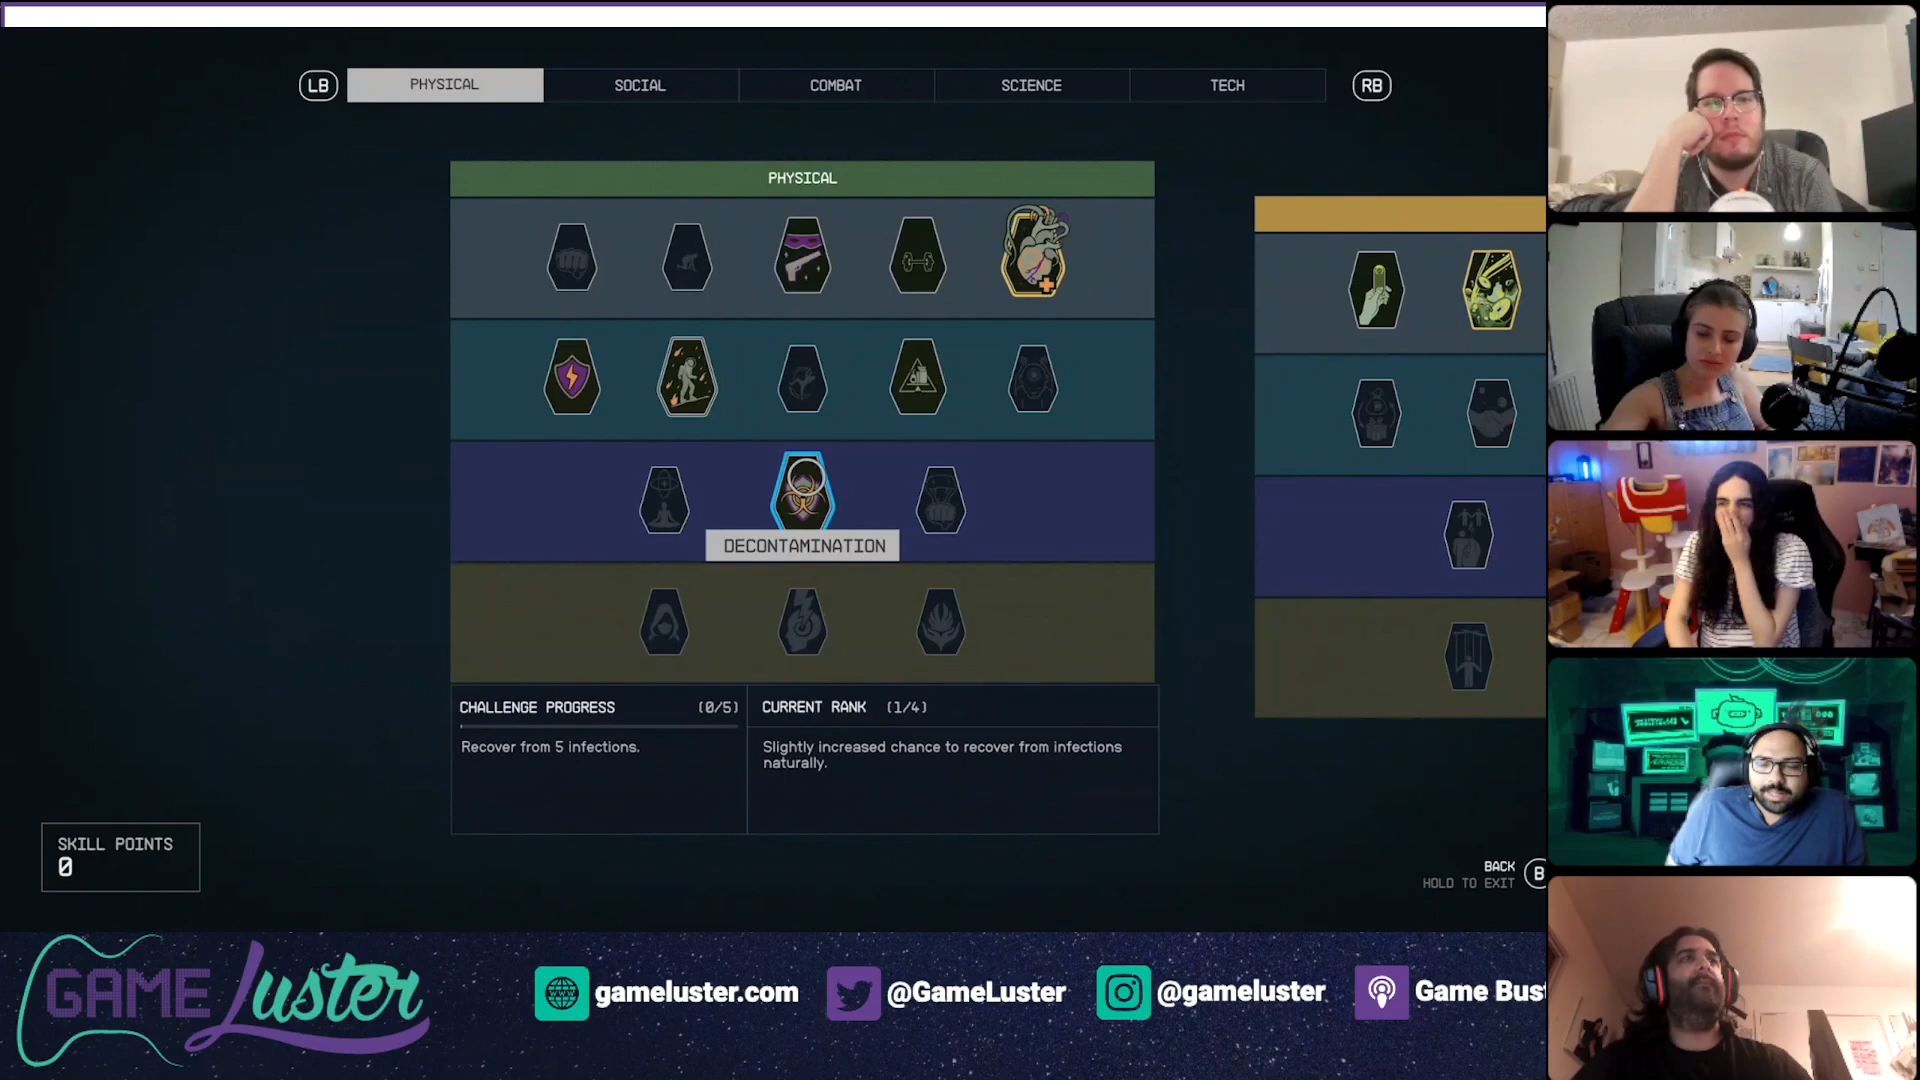 LB
PHYSICAL
SOCIAL
COMBAT
SCIENCE
TECH
RB
PHYSICAL
DECONTAMINATION
CHALLENGE PROGRESS (0/5)
CURRENT RANK (1/4)
Recover from 5 infections.
Slightly increased chance to recover from infections
naturally.
SKILL POINTS
0
BACK
HOLD TO EXIT
B
GAME Luster
gameluster.com
@GameLuster
@gameluster
Game Bust